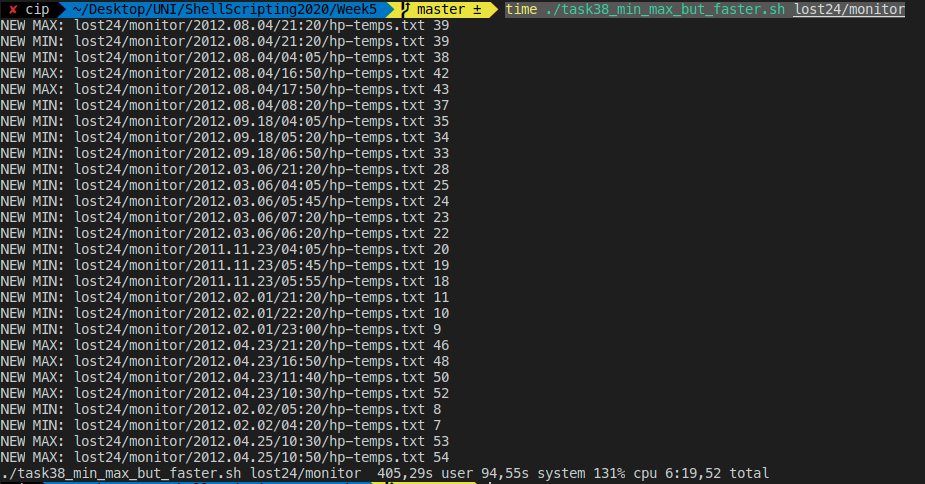 ✘ cip ~/Desktop/UNI/ShellScripting2020/Week5 master ± time ./task38_min_max_but_faster.sh lost24/monitor
NEW MAX: lost24/monitor/2012.08.04/21:20/hp-temps.txt 39
NEW MIN: lost24/monitor/2012.08.04/21:20/hp-temps.txt 39
NEW MIN: lost24/monitor/2012.08.04/04:05/hp-temps.txt 38
NEW MAX: lost24/monitor/2012.08.04/16:50/hp-temps.txt 42
NEW MAX: lost24/monitor/2012.08.04/17:50/hp-temps.txt 43
NEW MIN: lost24/monitor/2012.08.04/08:20/hp-temps.txt 37
NEW MIN: lost24/monitor/2012.09.18/04:05/hp-temps.txt 35
NEW MIN: lost24/monitor/2012.09.18/05:20/hp-temps.txt 34
NEW MIN: lost24/monitor/2012.09.18/06:50/hp-temps.txt 33
NEW MIN: lost24/monitor/2012.03.06/21:20/hp-temps.txt 28
NEW MIN: lost24/monitor/2012.03.06/04:05/hp-temps.txt 25
NEW MIN: lost24/monitor/2012.03.06/05:45/hp-temps.txt 24
NEW MIN: lost24/monitor/2012.03.06/07:20/hp-temps.txt 23
NEW MIN: lost24/monitor/2012.03.06/06:20/hp-temps.txt 22
NEW MIN: lost24/monitor/2011.11.23/04:05/hp-temps.txt 20
NEW MIN: lost24/monitor/2011.11.23/05:45/hp-temps.txt 19
NEW MIN: lost24/monitor/2011.11.23/05:55/hp-temps.txt 18
NEW MIN: lost24/monitor/2012.02.01/21:20/hp-temps.txt 11
NEW MIN: lost24/monitor/2012.02.01/22:20/hp-temps.txt 10
NEW MIN: lost24/monitor/2012.02.01/23:00/hp-temps.txt 9
NEW MAX: lost24/monitor/2012.04.23/21:20/hp-temps.txt 46
NEW MAX: lost24/monitor/2012.04.23/16:50/hp-temps.txt 48
NEW MAX: lost24/monitor/2012.04.23/11:40/hp-temps.txt 50
NEW MAX: lost24/monitor/2012.04.23/10:30/hp-temps.txt 52
NEW MIN: lost24/monitor/2012.02.02/05:20/hp-temps.txt 8
NEW MIN: lost24/monitor/2012.02.02/04:20/hp-temps.txt 7
NEW MAX: lost24/monitor/2012.04.25/10:30/hp-temps.txt 53
NEW MAX: lost24/monitor/2012.04.25/10:50/hp-temps.txt 54
./task38_min_max_but_faster.sh lost24/monitor  405,29s user 94,55s system 131% cpu 6:19,52 total